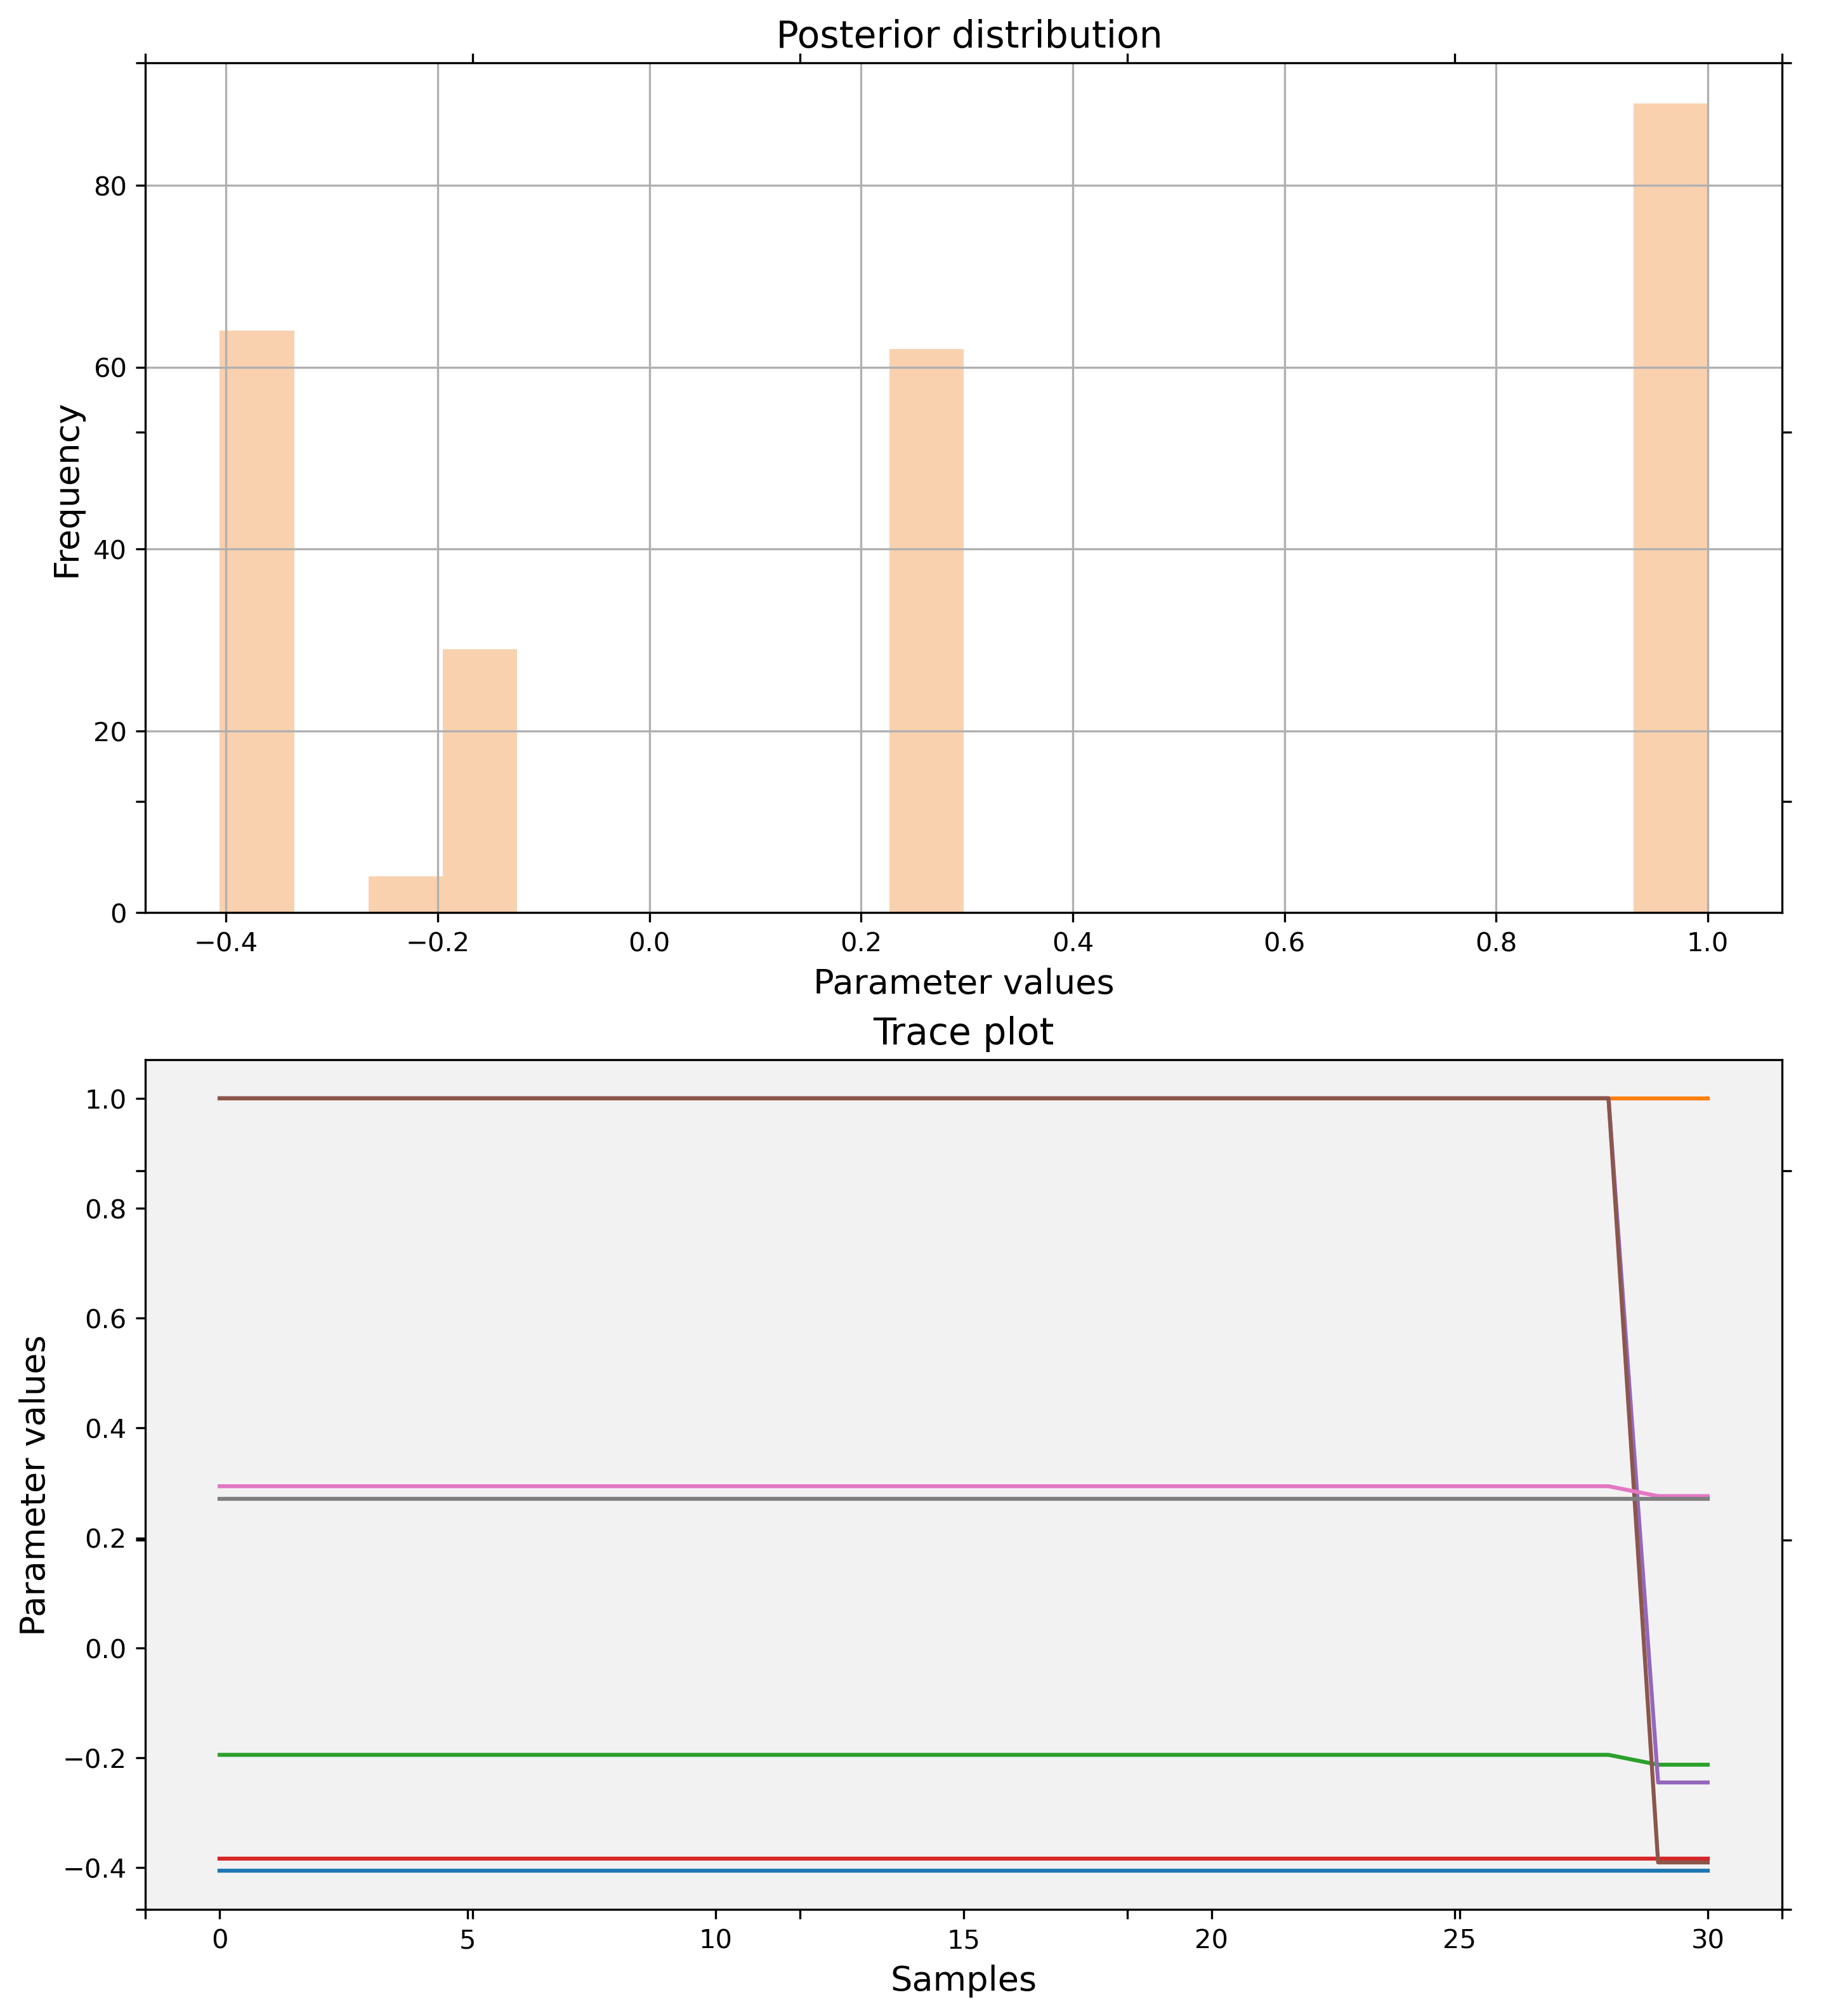 Posterior distribution
Frequency
80
60
40
20
0
−0.4 −0.2 0.0 0.2 0.4 0.6 0.8 1.0
Parameter values
Trace plot
Parameter values
1.0
0.8
0.6
0.4
0.2
0.0
−0.2
−0.4
0 5 10 15 20 25 30
Samples